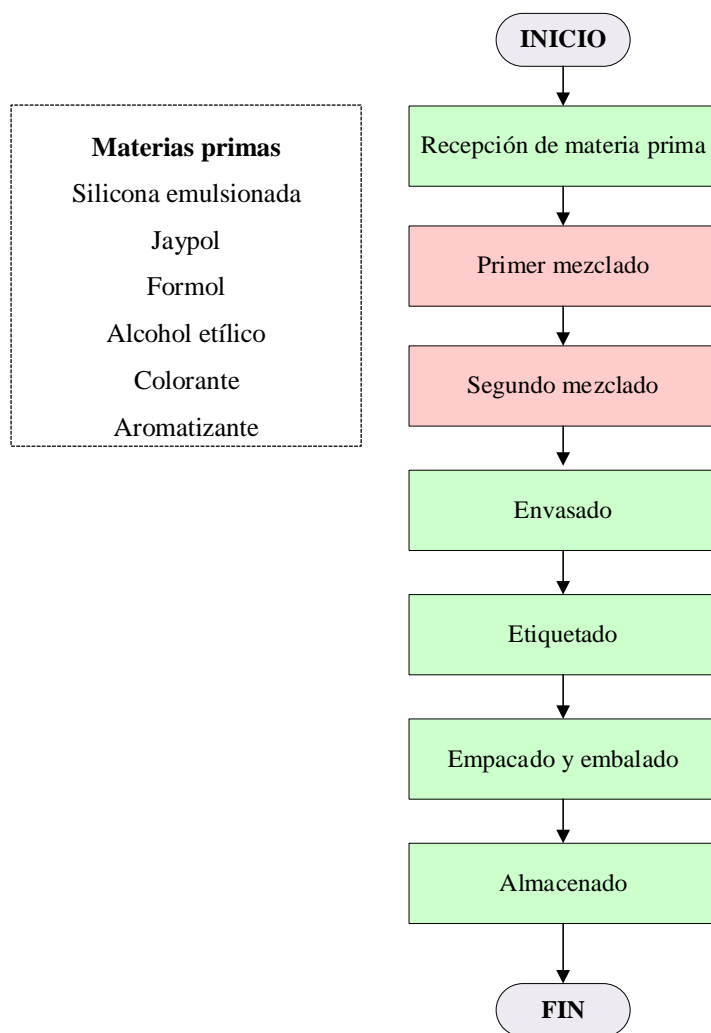 INICIO
Materias primas
Silicona emulsionada
Jaypol
Formol
Alcohol etílico
Colorante
Aromatizante
Recepción de materia prima
Primer mezclado
Segundo mezclado
Envasado
Etiquetado
Empacado y embalado
Almacenado
FIN